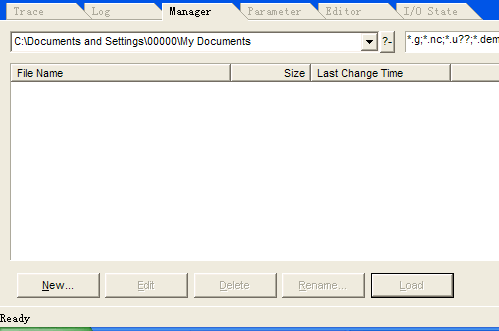 Trace Log Manager Parameter Editor I/O State
C:\Documents and Settings\00000\My Documents ?- *.g;*.nc;*.u??;*.dem
File Name Size Last Change Time
New... Edit Delete Rename... Load
Ready